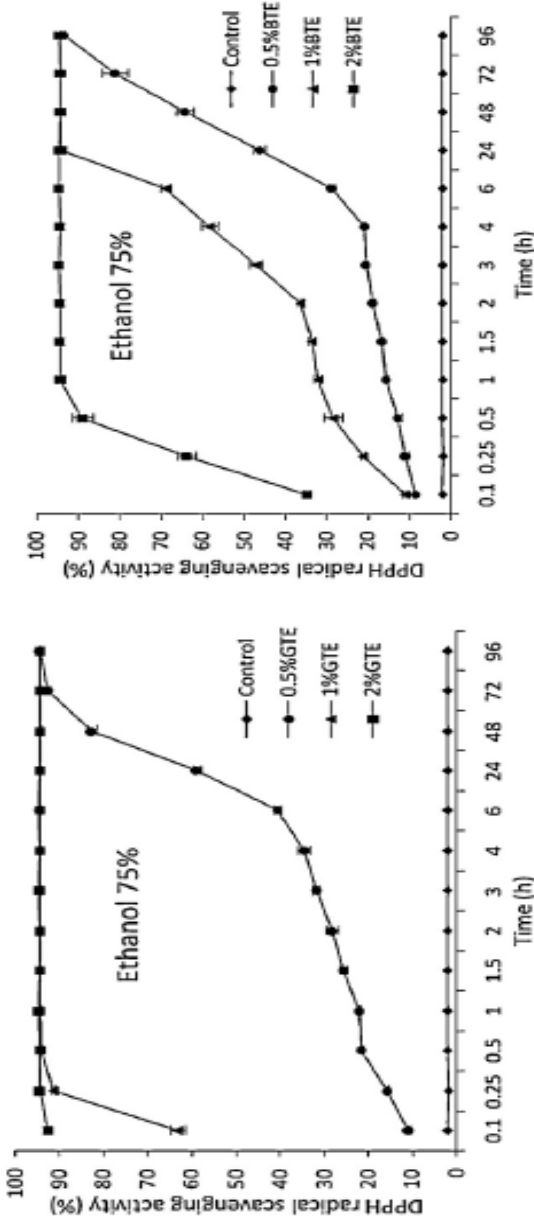 DPPH radical scavenging activity (%)
100
90
80
70
60
50
40
30
20
10
0
Ethanol 75%
Control
0.5%GTE
1%GTE
2%GTE
0.1 0.25 0.5 1 1.5 2 3 4 6 24 48 72 96
Time (h)
DPPH radical scavenging activity (%)
100
90
80
70
60
50
40
30
20
10
0
Ethanol 75%
Control
0.5%BTE
1%BTE
2%BTE
0.1 0.25 0.5 1 1.5 2 3 4 6 24 48 72 96
Time (h)